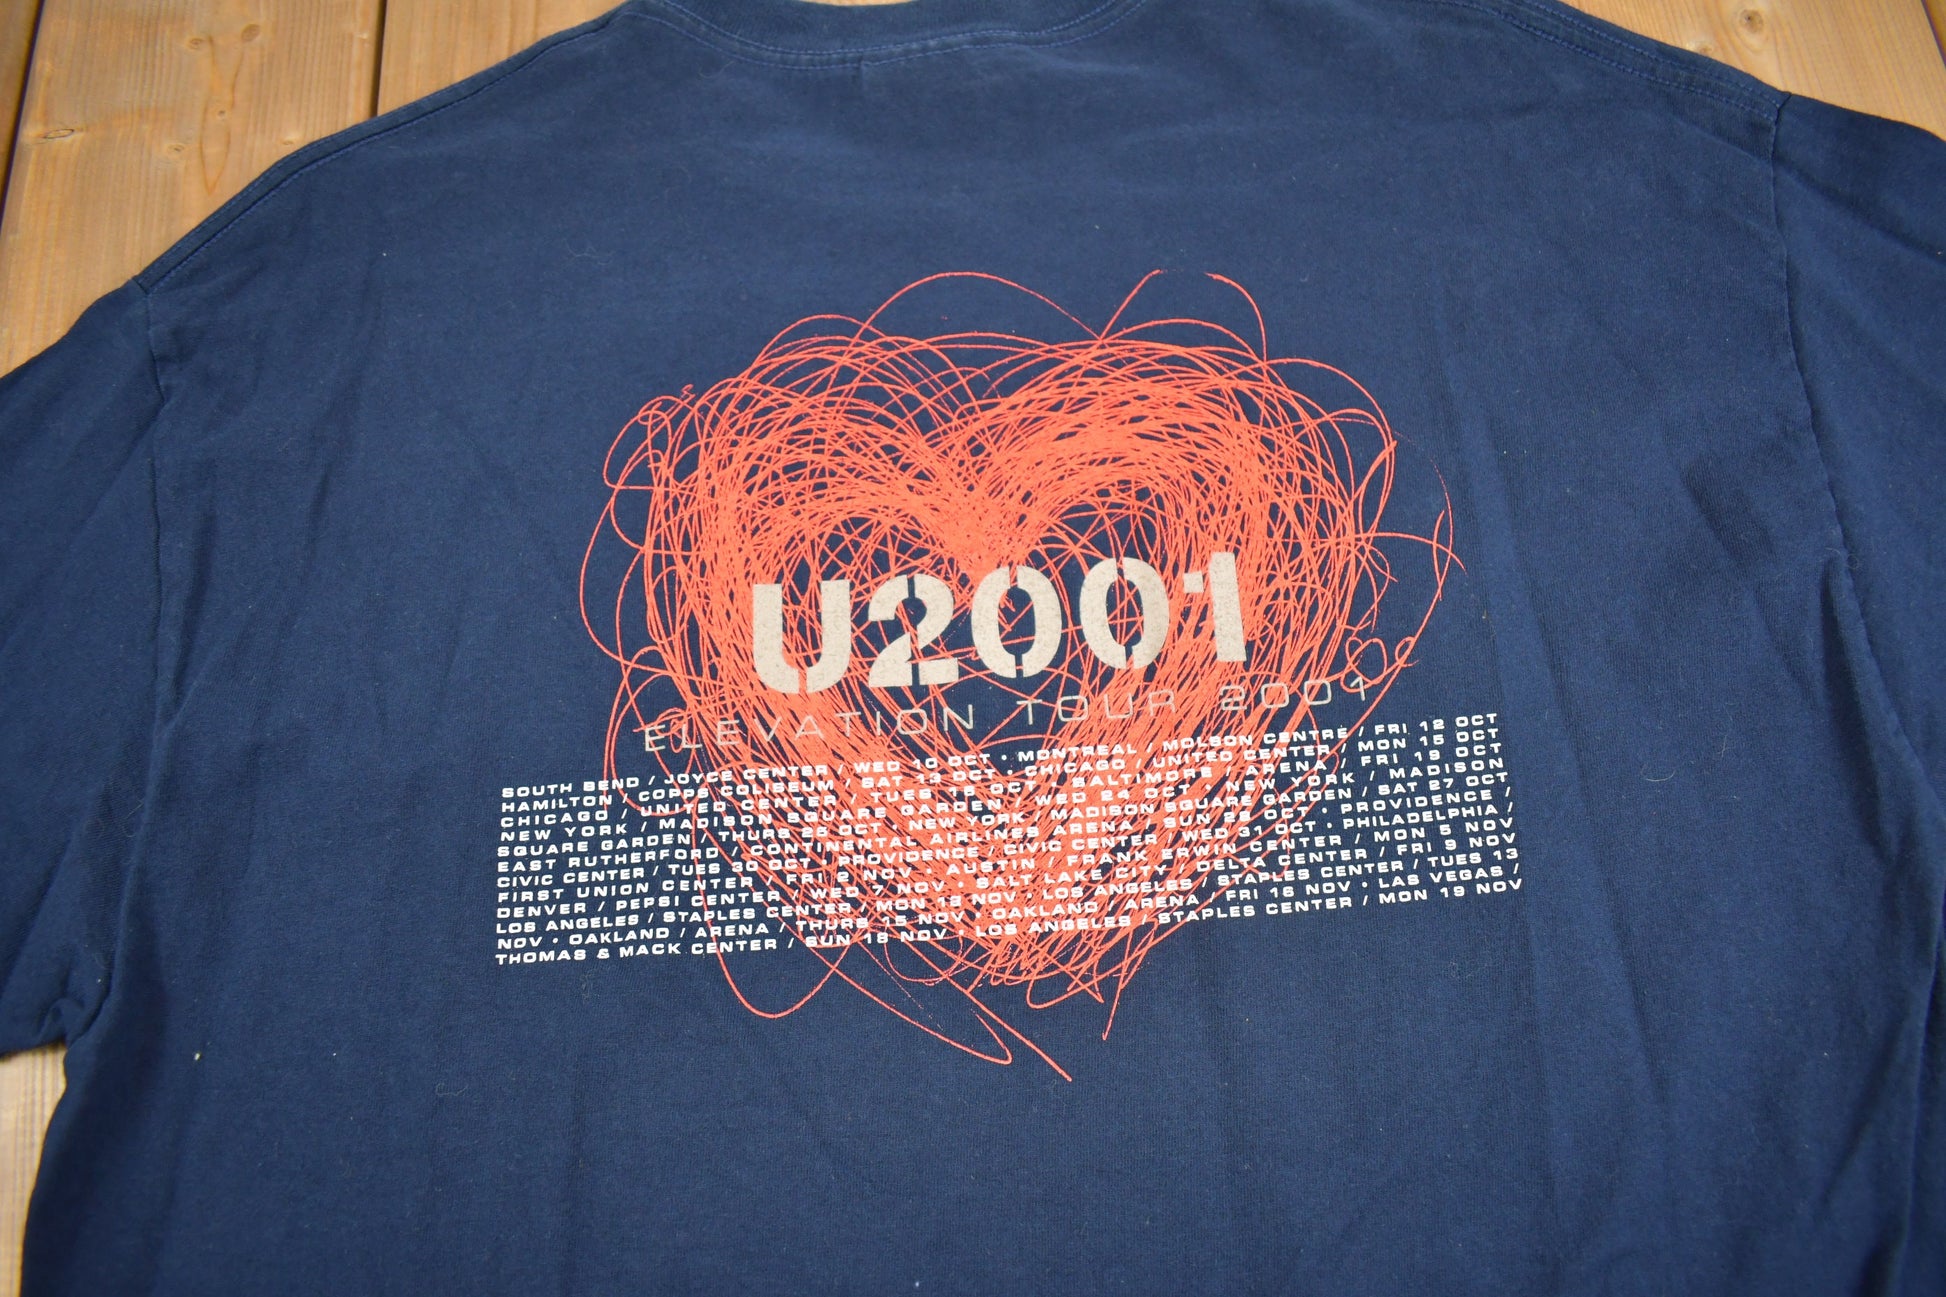 U2001
ELEVATION TOUR 2001
SOUTH BEND / JOYCE CENTER / WED 10 OCT • MONTREAL / MOLSON CENTRE / FRI 12 OCT
HAMILTON / COPPS COLISEUM / SAT 13 OCT • CHICAGO / UNITED CENTER / MON 15 OCT
CHICAGO / UNITED CENTER / TUES 16 OCT • BALTIMORE / ARENA / FRI 19 OCT
NEW YORK / MADISON SQUARE GARDEN / WED 24 OCT • NEW YORK / MADISON
SQUARE GARDEN / THURS 25 OCT • NEW YORK / MADISON SQUARE GARDEN / SAT 27 OCT
EAST RUTHERFORD / CONTINENTAL AIRLINES ARENA / SUN 28 OCT • PROVIDENCE /
CIVIC CENTER / TUES 30 OCT • PROVIDENCE / CIVIC CENTER / WED 31 OCT • PHILADELPHIA /
FIRST UNION CENTER / FRI 2 NOV • AUSTIN / FRANK ERWIN CENTER / MON 5 NOV
DENVER / PEPSI CENTER / WED 7 NOV • SALT LAKE CITY / DELTA CENTER / FRI 9 NOV
LOS ANGELES / STAPLES CENTER / MON 12 NOV • LOS ANGELES / STAPLES CENTER / TUES 13
NOV • OAKLAND / ARENA / THURS 15 NOV • OAKLAND / ARENA / FRI 16 NOV • LAS VEGAS /
THOMAS & MACK CENTER / SUN 18 NOV • LOS ANGELES / STAPLES CENTER / MON 19 NOV